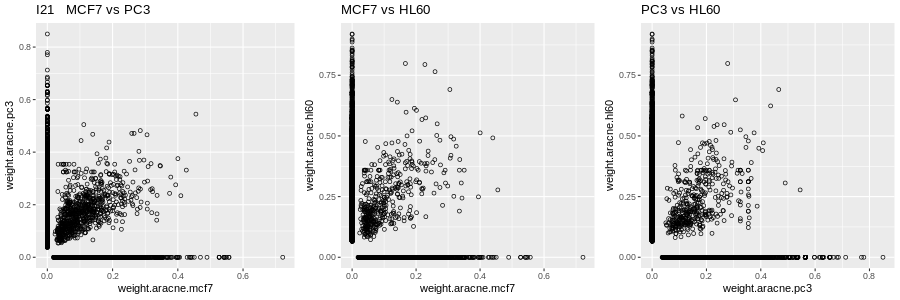 I21 MCF7 vs PC3
MCF7 vs HL60
PC3 vs HL60
weight.aracne.pc3
0.8
0.6
0.4
0.2
0.0
0.0 0.2 0.4 0.6
weight.aracne.mcf7
weight.aracne.hl60
0.75
0.50
0.25
0.00
0.0 0.2 0.4 0.6
weight.aracne.mcf7
weight.aracne.hl60
0.75
0.50
0.25
0.00
0.0 0.2 0.4 0.6 0.8
weight.aracne.pc3